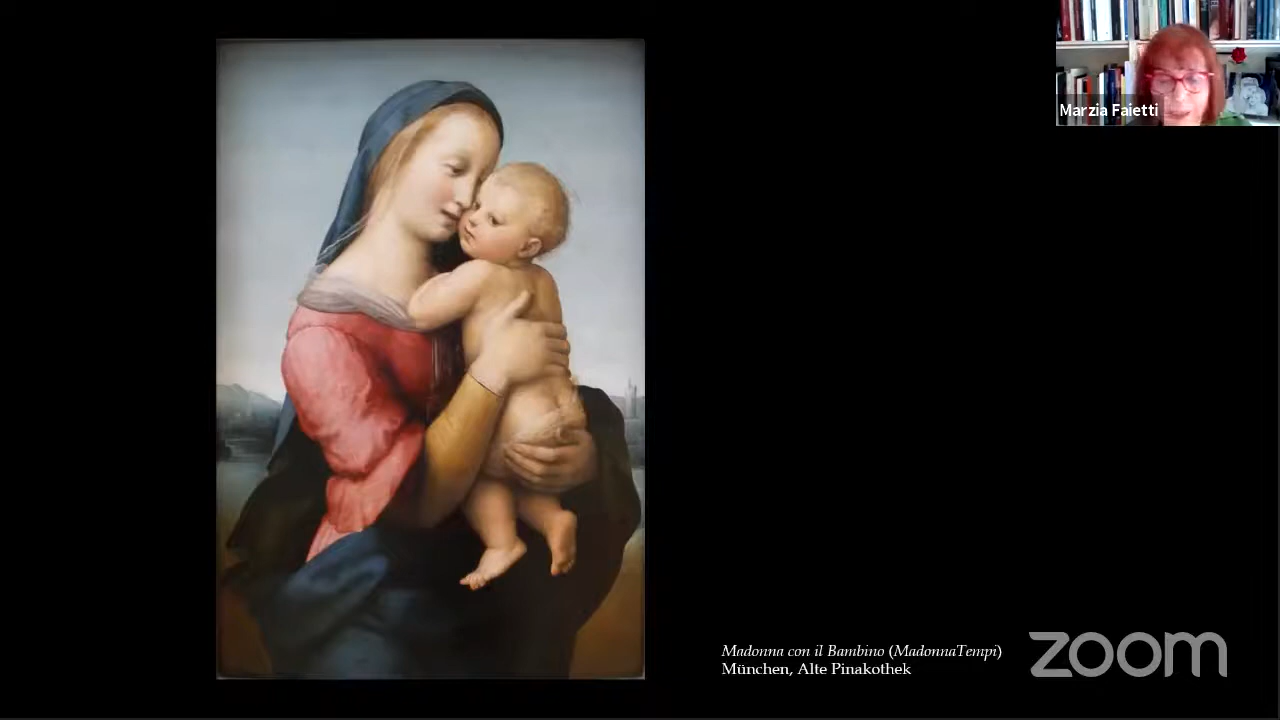 Marzia Faietti
Madonna con il Bambino (MadonnaTempi)
München, Alte Pinakothek
zoom